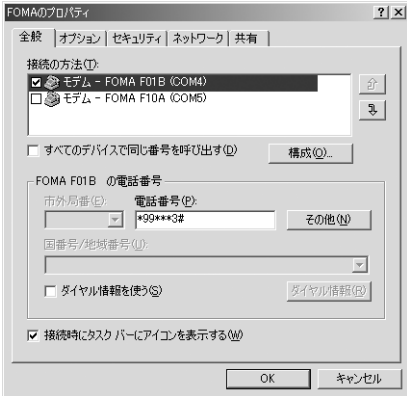 FOMAのプロパティ
全般 オプション セキュリティ ネットワーク 共有
接続の方法(T):
モデム - FOMA F01B (COM4)
モデム - FOMA F10A (COM5)
すべてのデバイスで同じ番号を呼び出す(D) 構成(O)...
FOMA F01B の電話番号
市外局番(E): 電話番号(P):
*99***3# その他(N)
国番号/地域番号(U):
ダイヤル情報を使う(S) ダイヤル情報(R)
接続時にタスク バーにアイコンを表示する(W)
OK キャンセル